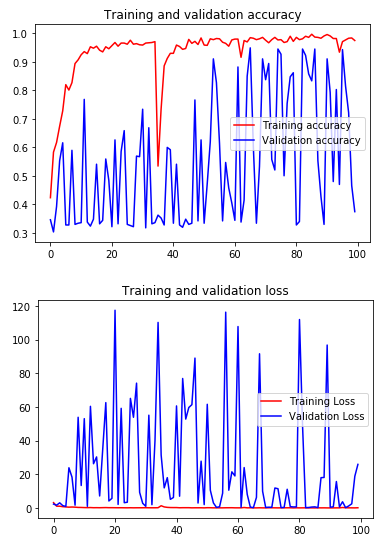 Training and validation accuracy
1.0
0.9
0.8
0.7
0.6
0.5
0.4
0.3
Training accuracy
Validation accuracy
0 20 40 60 80 100
Training and validation loss
120
100
80
60
40
20
0
Training Loss
Validation Loss
0 20 40 60 80 100